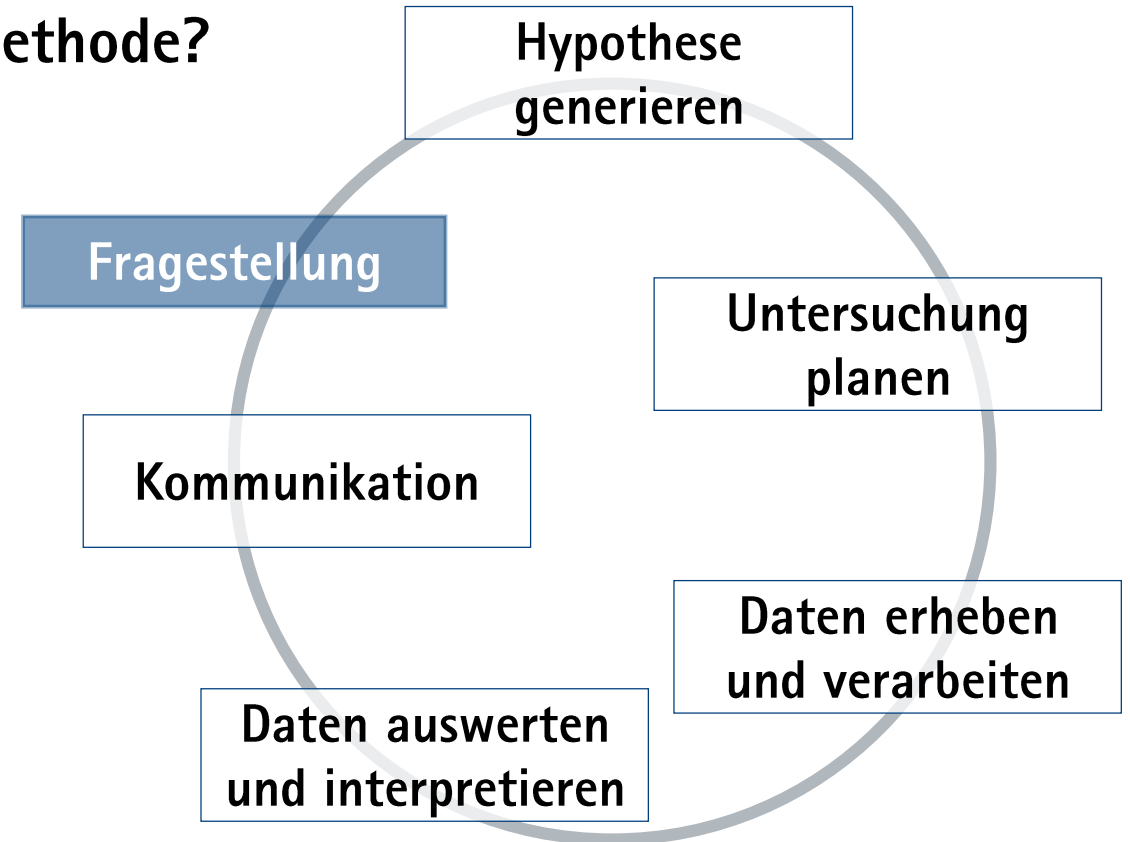 ethode?
Hypothese
generieren
Fragestellung
Untersuchung
planen
Kommunikation
Daten erheben
und verarbeiten
Daten auswerten
und interpretieren